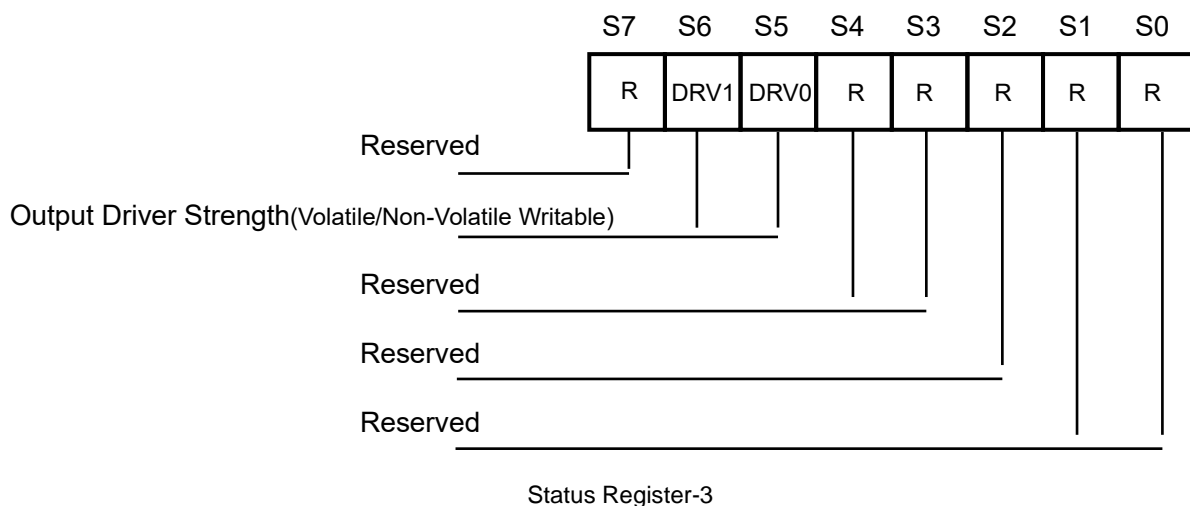 S7 S6 S5 S4 S3 S2 S1 S0
R DRV1 DRV0 R R R R R
Reserved
Output Driver Strength(Volatile/Non-Volatile Writable)
Reserved
Reserved
Reserved
Status Register-3